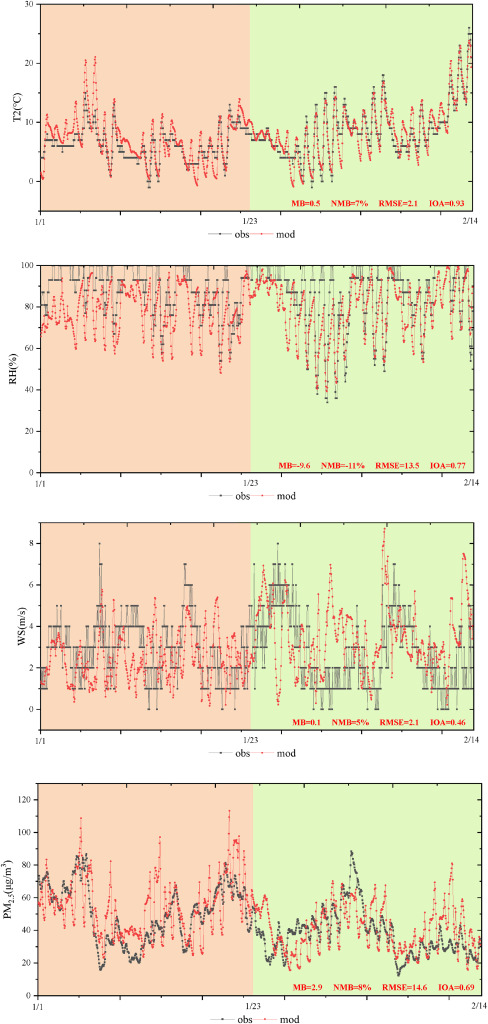 30
20
10
0
T2(°C)
MB=0.5 NMB=7% RMSE=2.1 IOA=0.93
1/1 1/23 2/14
obs mod
100
80
60
40
20
0
RH(%)
MB=-9.6 NMB=-11% RMSE=13.5 IOA=0.77
1/1 1/23 2/14
obs mod
8
6
4
2
0
WS(m/s)
MB=0.1 NMB=5% RMSE=2.1 IOA=0.46
1/1 1/23 2/14
obs mod
120
100
80
60
40
20
0
PM2.5(μg/m³)
MB=2.9 NMB=8% RMSE=14.6 IOA=0.69
1/1 1/23 2/14
obs mod